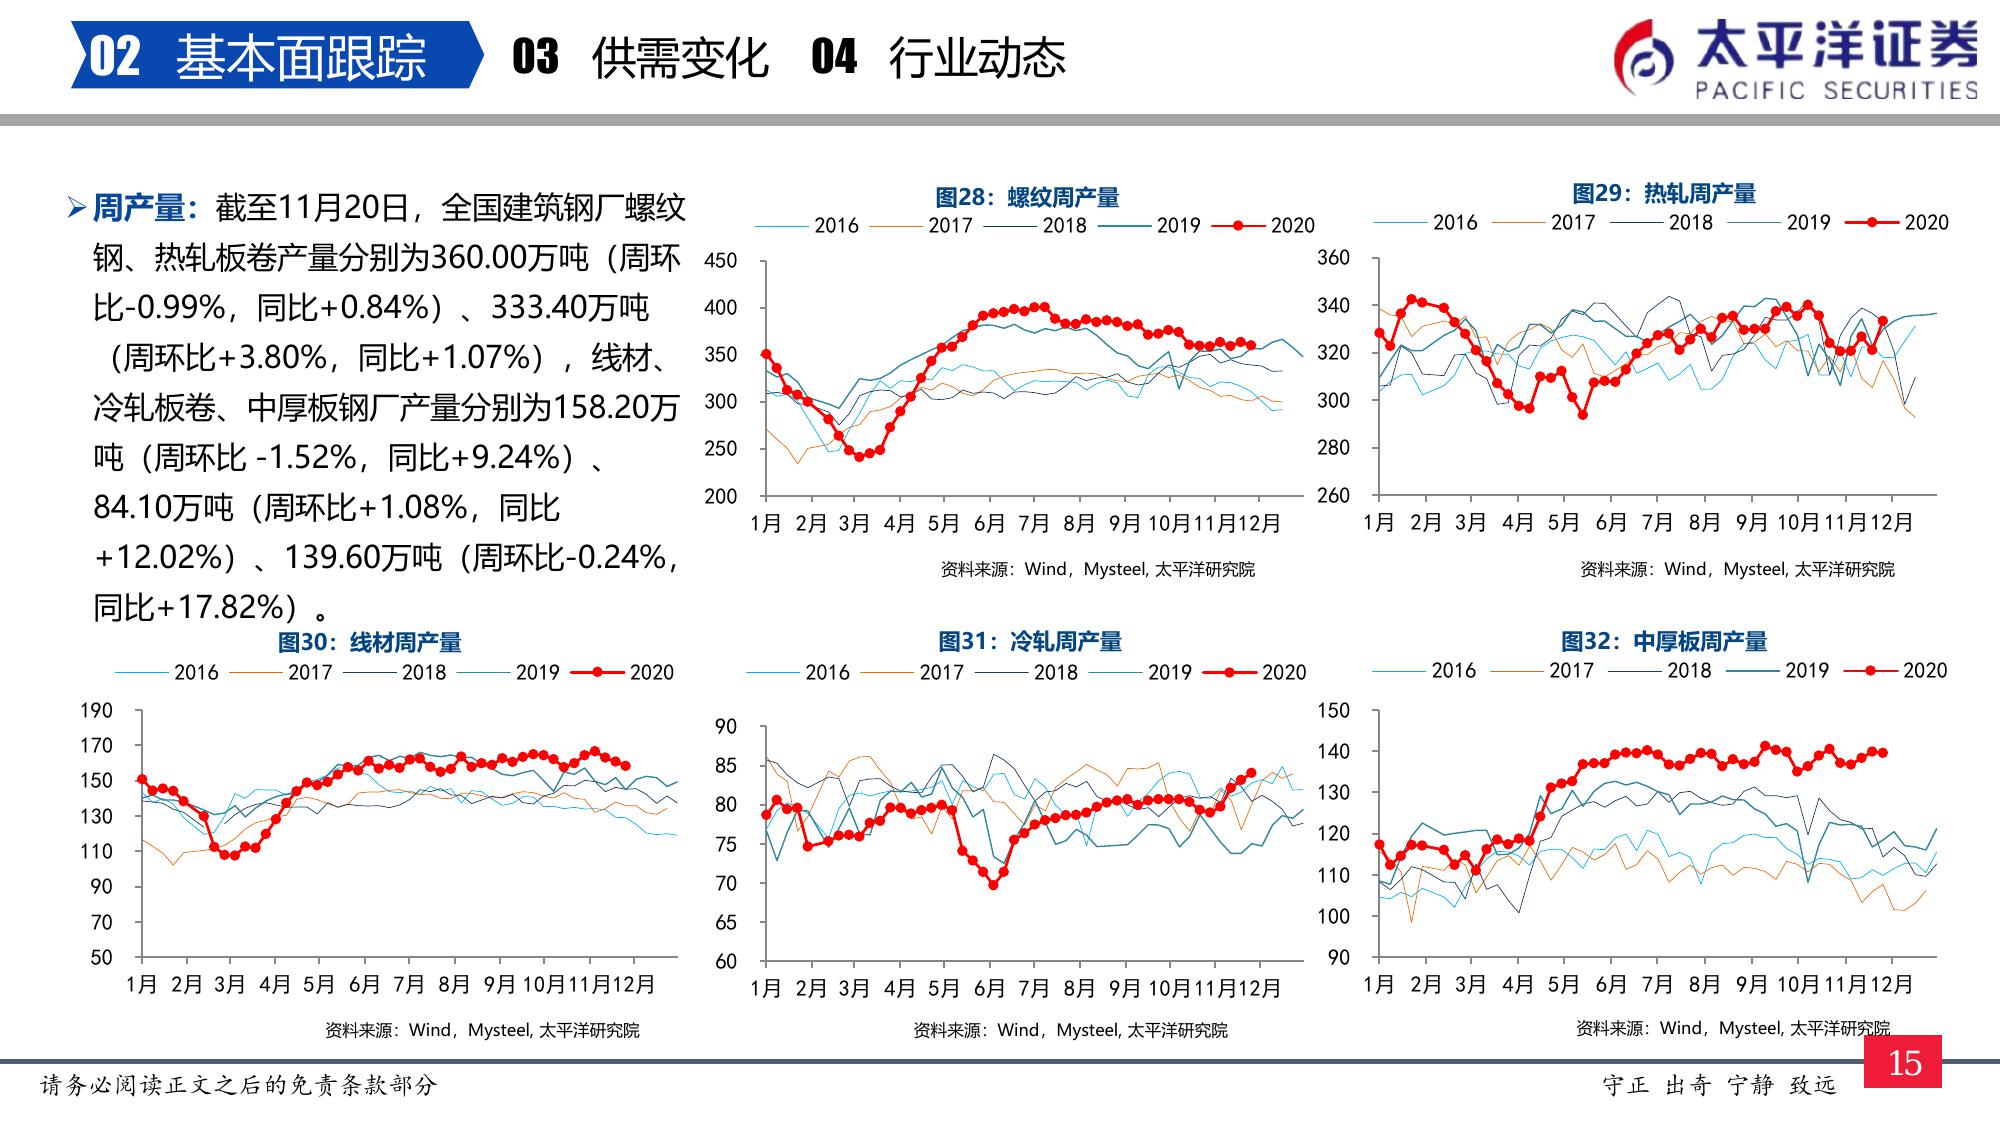 02 基本面跟踪 03 供需变化 04 行业动态
太平洋证券
PACIFIC SECURITIES
➢周产量：截至11月20日，全国建筑钢厂螺纹
钢、热轧板卷产量分别为360.00万吨（周环
比-0.99%，同比+0.84%）、333.40万吨
（周环比+3.80%，同比+1.07%），线材、
冷轧板卷、中厚板钢厂产量分别为158.20万
吨（周环比 -1.52%，同比+9.24%）、
84.10万吨（周环比+1.08%，同比
+12.02%）、139.60万吨（周环比-0.24%，
同比+17.82%）。
图28：螺纹周产量
2016 2017 2018 2019 2020
450
400
350
300
250
200
1月 2月 3月 4月 5月 6月 7月 8月 9月 10月 11月 12月
资料来源：Wind，Mysteel, 太平洋研究院
图29：热轧周产量
2016 2017 2018 2019 2020
360
340
320
300
280
260
1月 2月 3月 4月 5月 6月 7月 8月 9月 10月 11月 12月
资料来源：Wind，Mysteel, 太平洋研究院
图30：线材周产量
2016 2017 2018 2019 2020
190
170
150
130
110
90
70
50
1月 2月 3月 4月 5月 6月 7月 8月 9月 10月 11月 12月
资料来源：Wind，Mysteel, 太平洋研究院
图31：冷轧周产量
2016 2017 2018 2019 2020
90
85
80
75
70
65
60
1月 2月 3月 4月 5月 6月 7月 8月 9月 10月 11月 12月
资料来源：Wind，Mysteel, 太平洋研究院
图32：中厚板周产量
2016 2017 2018 2019 2020
150
140
130
120
110
100
90
1月 2月 3月 4月 5月 6月 7月 8月 9月 10月 11月 12月
资料来源：Wind，Mysteel, 太平洋研究院
请务必阅读正文之后的免责条款部分
守正 出奇 宁静 致远
15